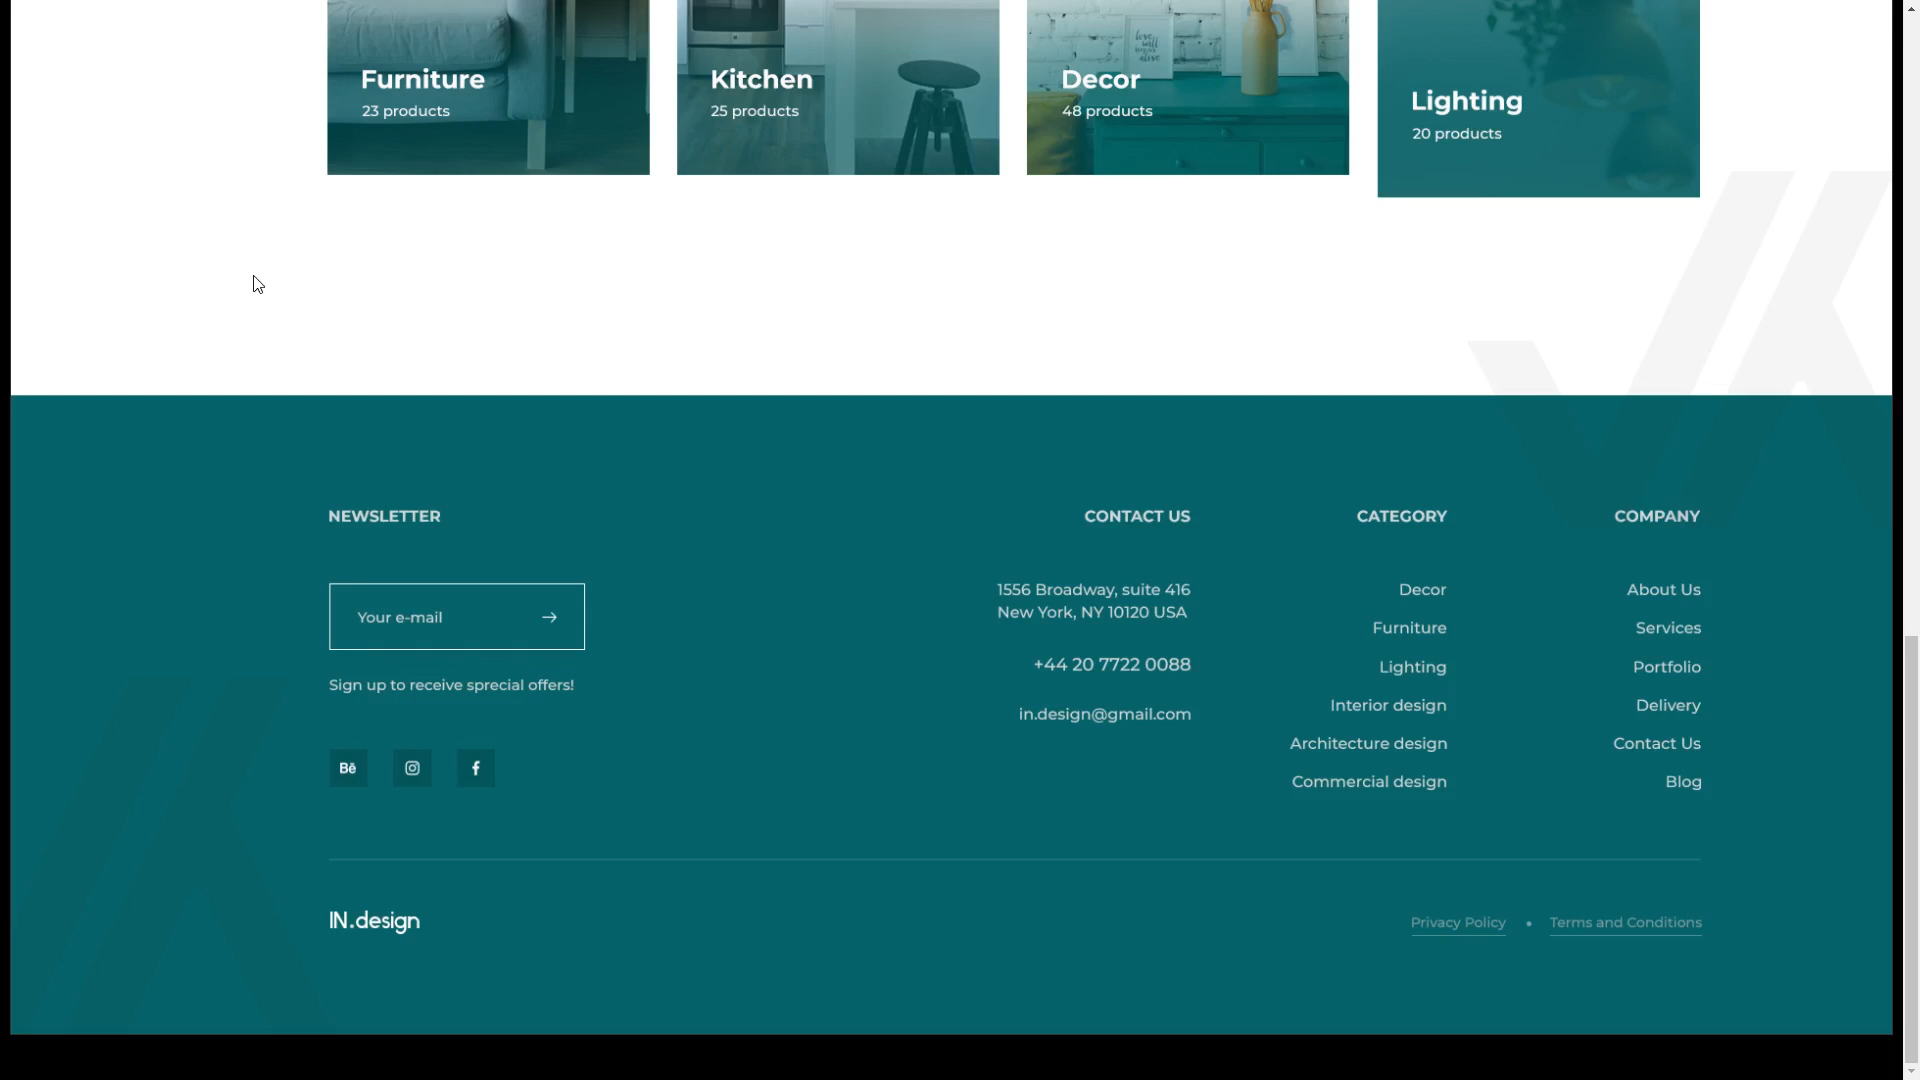 Furniture
23 products
Kitchen
25 products
Decor
48 products
Lighting
20 products
love
will
alive
NEWSLETTER
Your e-mail
Sign up to receive sprecial offers!
Bē
CONTACT US
1556 Broadway, suite 416
New York, NY 10120 USA
+44 20 7722 0088
in.design@gmail.com
CATEGORY
Decor
Furniture
Lighting
Interior design
Architecture design
Commercial design
COMPANY
About Us
Services
Portfolio
Delivery
Contact Us
Blog
IN.design
Privacy Policy • Terms and Conditions